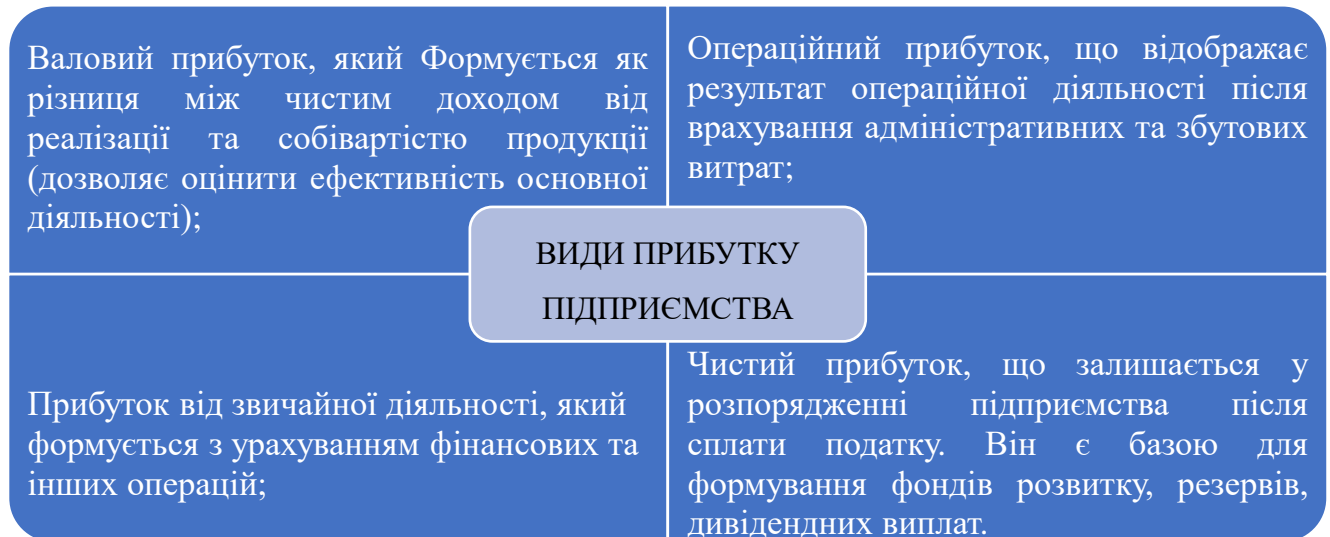 Валовий прибуток, який Формується як
різниця між чистим доходом від
реалізації та собівартістю продукції
(дозволяє оцінити ефективність основної
діяльності);
Операційний прибуток, що відображає
результат операційної діяльності після
врахування адміністративних та збутових
витрат;
ВИДИ ПРИБУТКУ
ПІДПРИЄМСТВА
Прибуток від звичайної діяльності, який
формується з урахуванням фінансових та
інших операцій;
Чистий прибуток, що залишається у
розпорядженні підприємства після
сплати податку. Він є базою для
формування фондів розвитку, резервів,
дивідендних виплат.